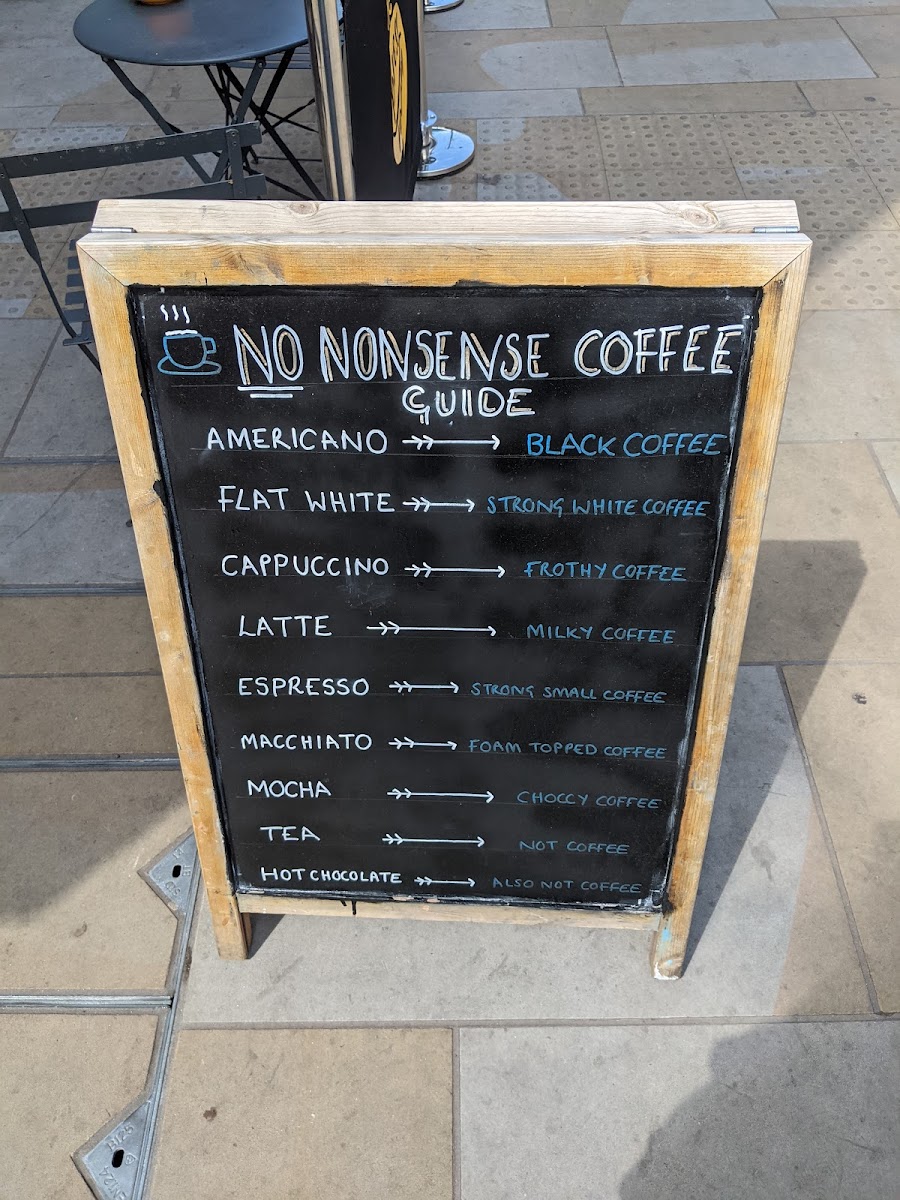 NO NONSENSE COFFEE
GUIDE
AMERICANO BLACK COFFEE
FLAT WHITE STRONG WHITE COFFEE
CAPPUCCINO FROTHY COFFEE
LATTE MILKY COFFEE
ESPRESSO STRONG SMALL COFFEE
MACCHIATO FOAM TOPPED COFFEE
MOCHA CHOCCY COFFEE
TEA NOT COFFEE
HOT CHOCOLATE ALSO NOT COFFEE